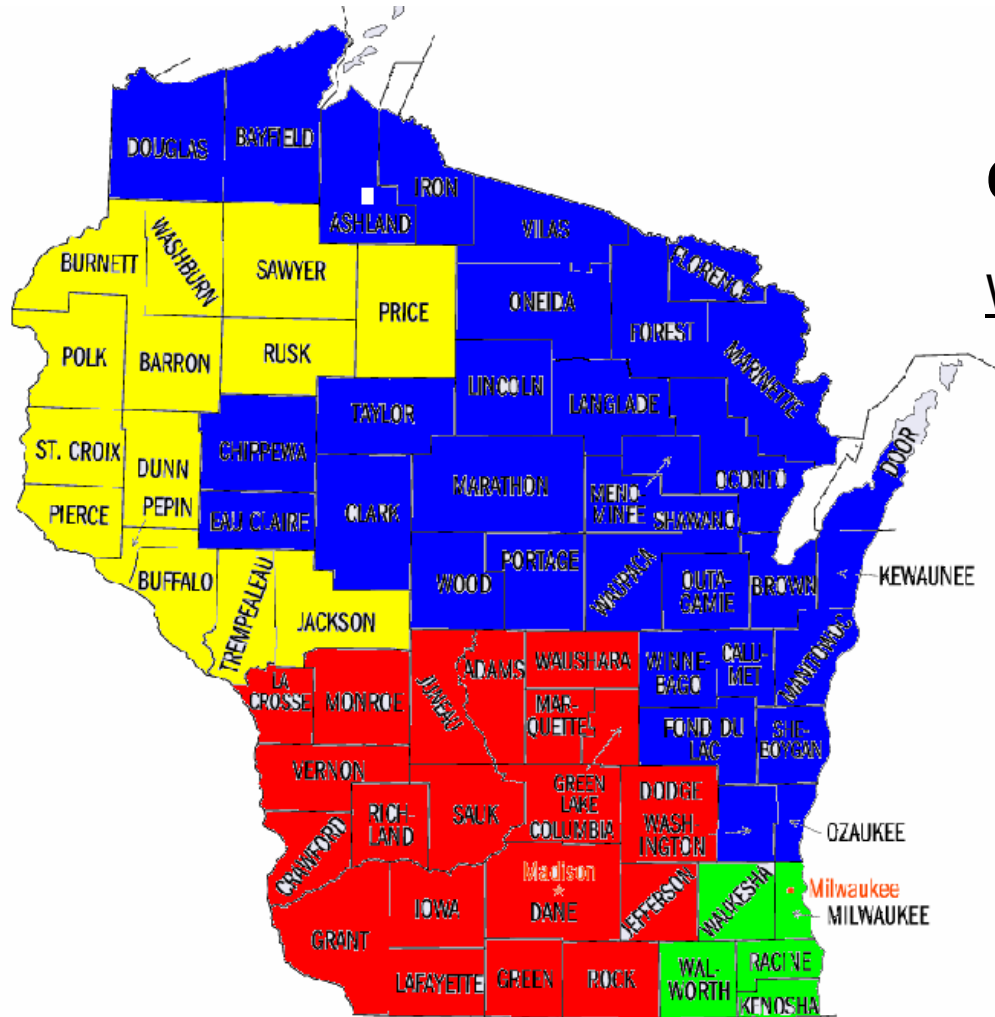 DOUGLAS
BAYFIELD
IRON
ASHLAND
VILAS
BURNETT
WASHBURN
SAWYER
PRICE
FLORENCE
ONEIDA
FOREST
POLK
BARRON
RUSK
MARINETTE
LINCOLN
LANGLADE
TAYLOR
ST. CROIX
DUNN
CHIPPEWA
DOOR
OCONTO
MARATHON
MENO-
MINEE
SHAWANO
PIERCE
PEPIN
EAU CLAIRE
CLARK
BUFFALO
TREMPEALEAU
JACKSON
WOOD
PORTAGE
WAUPACA
OUTA-
GAMIE
BROWN
KEWAUNEE
LA
CROSSE
MONROE
JUNEAU
ADAMS
WAUSHARA
MAR-
QUETTE
WINNE-
BAGO
CALU-
MET
MANITOWOC
VERNON
FOND DU
LAC
SHE-
BOYGAN
CRAWFORD
RICH-
LAND
SAUK
GREEN
LAKE
COLUMBIA
DODGE
WASH-
INGTON
OZAUKEE
Madison
DANE
JEFFERSON
WAUKESHA
Milwaukee
MILWAUKEE
GRANT
IOWA
LAFAYETTE
GREEN
ROCK
WAL-
WORTH
RACINE
KENOSHA